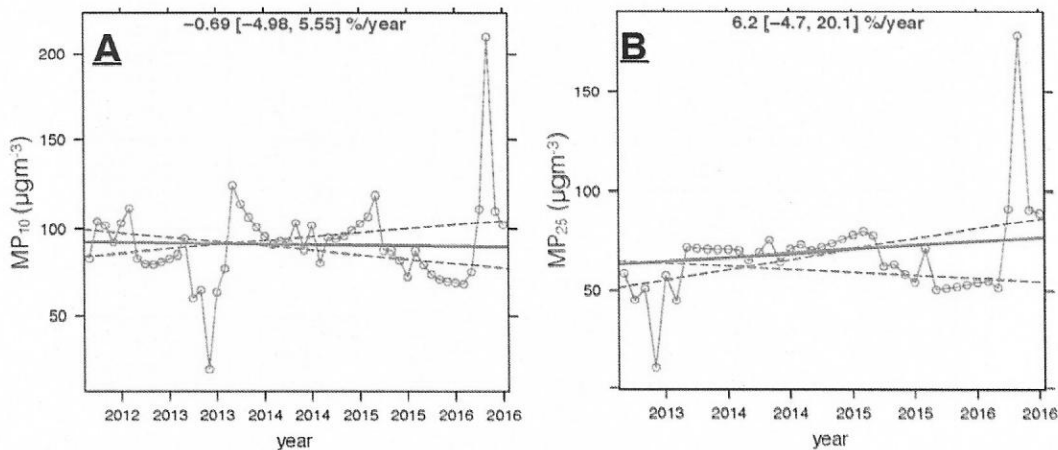 A
−0.69 [−4.98, 5.55] %/year
200
150
100
50
MP10 (µgm-3)
2012 2013 2013 2014 2014 2015 2015 2016 2016
year
B
6.2 [−4.7, 20.1] %/year
150
100
50
MP25 (µgm-3)
2013 2014 2014 2015 2015 2016 2016
year